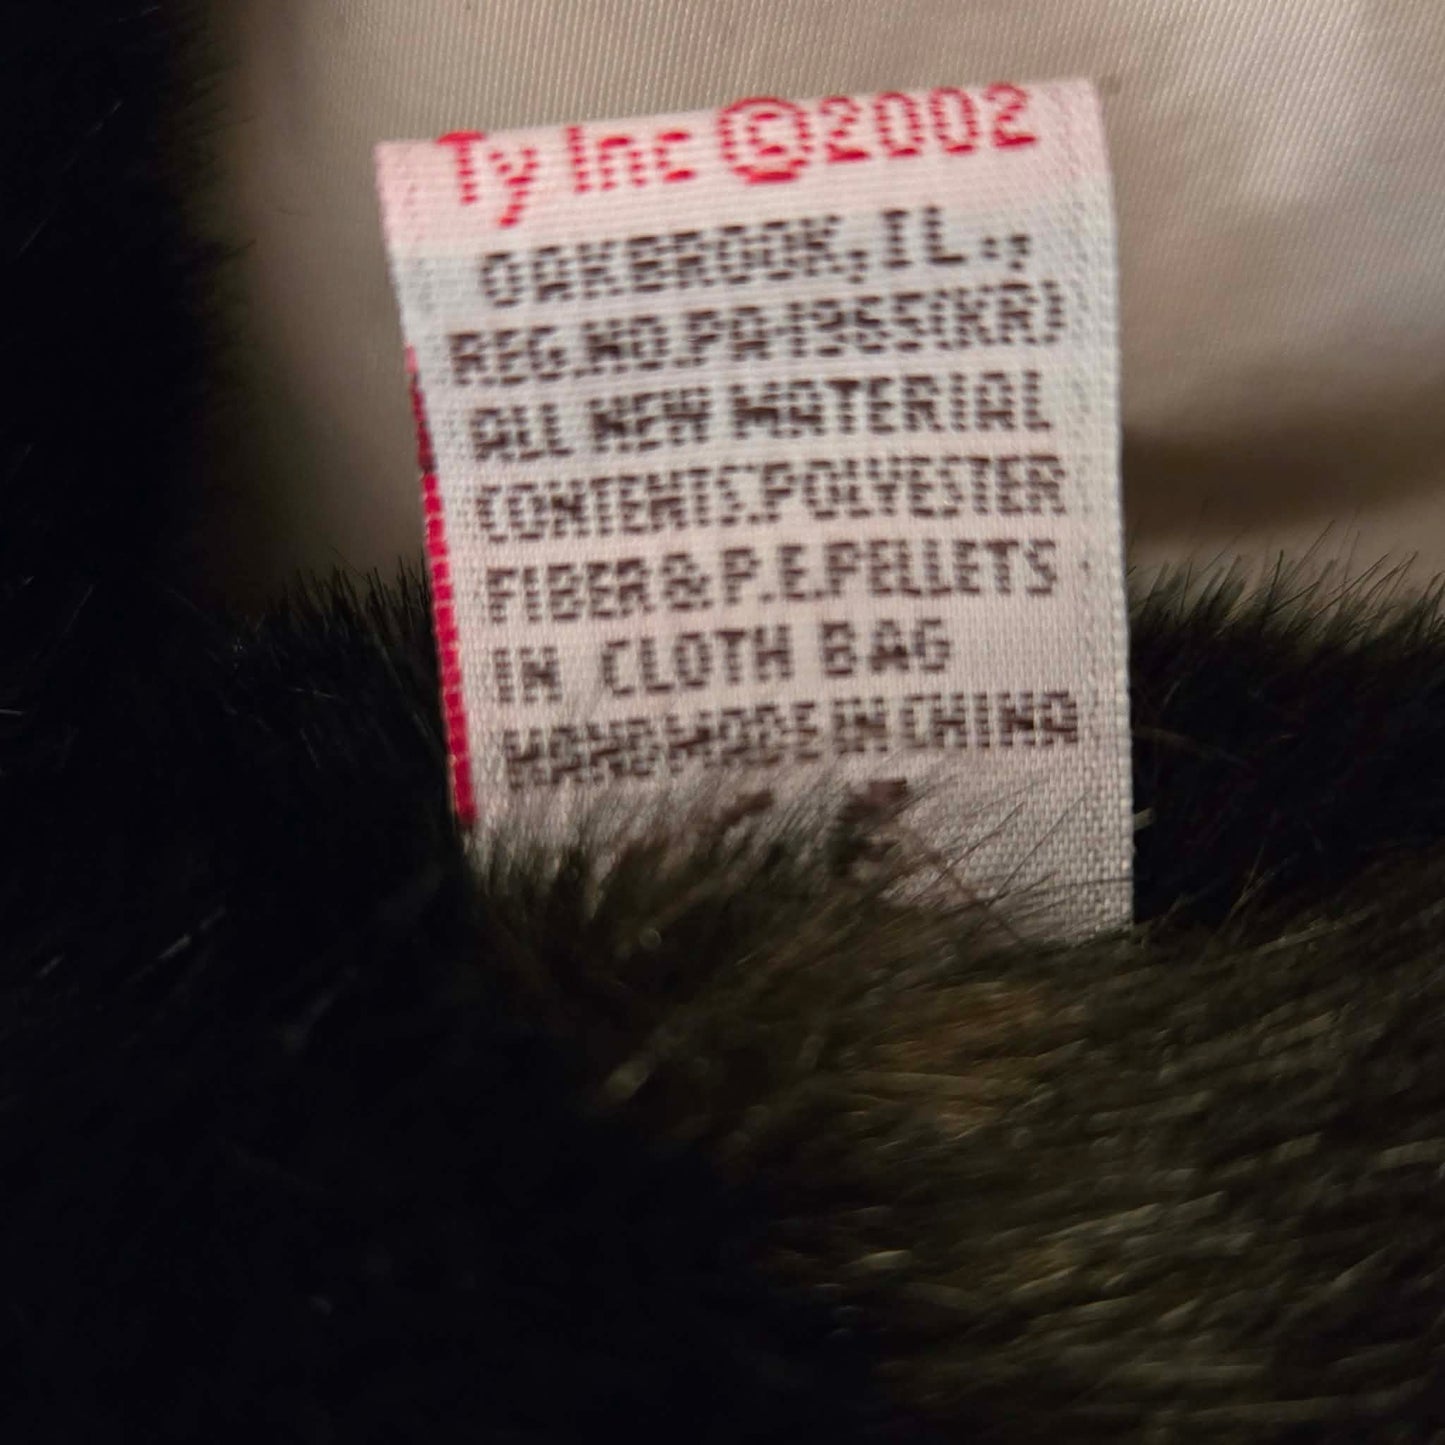 Ty Inc ©2002
OAKBROOK,IL.,
REG.NO.PA-1965(KR)
ALL NEW MATERIAL
CONTENTS:POLYESTER
FIBER & P.E.PELLETS
IN CLOTH BAG
HANDMADE IN CHINA